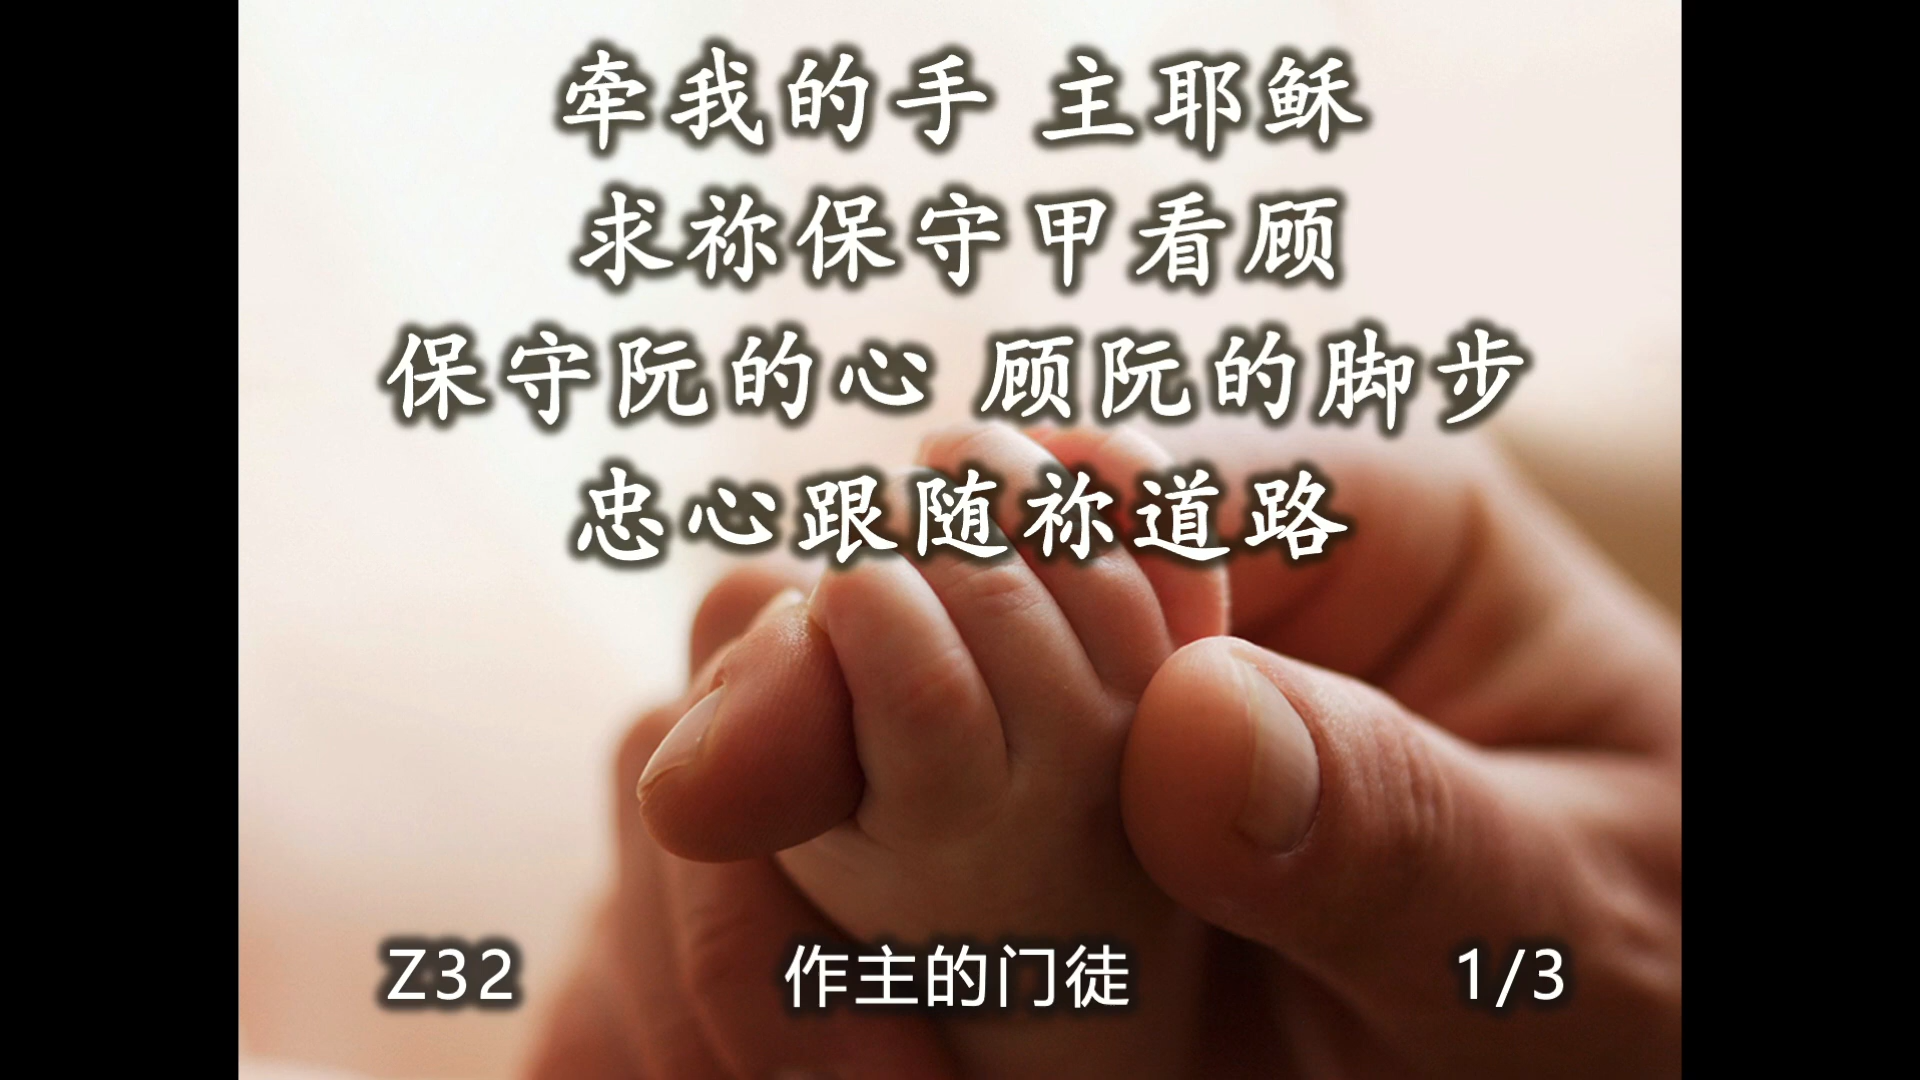 牵我的手 主耶稣
求祢保守甲看顾
保守阮的心 顾阮的脚步
忠心跟随祢道路
Z32 作主的门徒 1/3